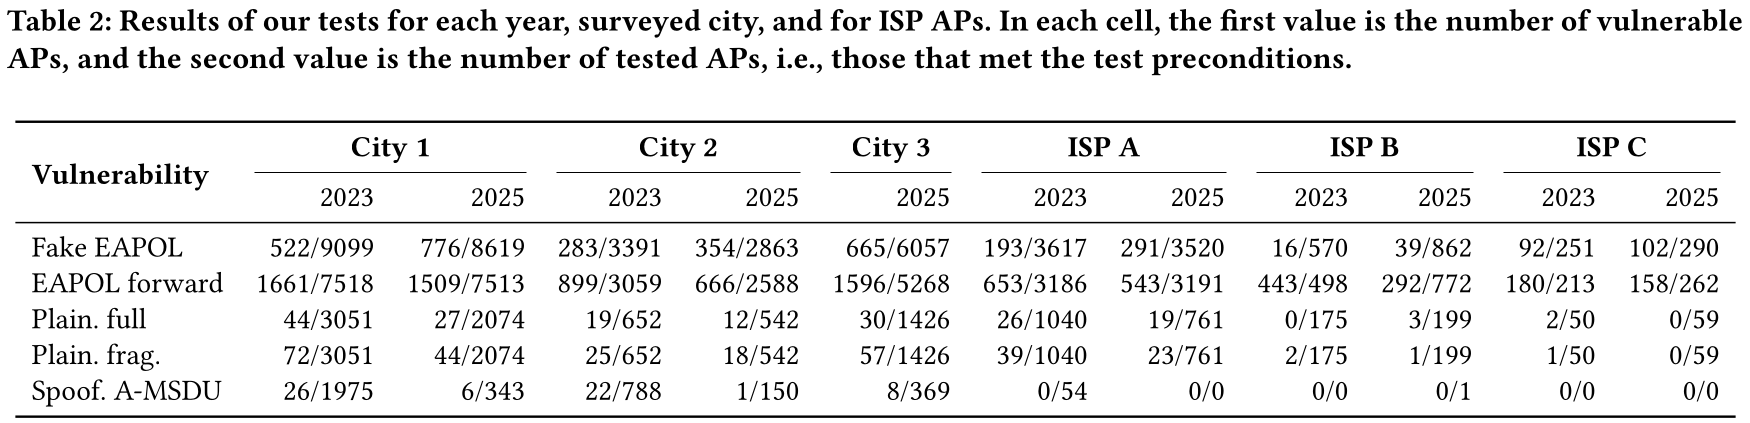 Table 2: Results of our tests for each year, surveyed city, and for ISP APs. In each cell, the first value is the number of vulnerable
APs, and the second value is the number of tested APs, i.e., those that met the test preconditions.
Vulnerability City 1 City 2 City 3 ISP A ISP B ISP C
2023 2025 2023 2025 2025 2023 2025 2023 2025 2023 2025
Fake EAPOL 522/9099 776/8619 283/3391 354/2863 665/6057 193/3617 291/3520 16/570 39/862 92/251 102/290
EAPOL forward 1661/7518 1509/7513 899/3059 666/2588 1596/5268 653/3186 543/3191 443/498 292/772 180/213 158/262
Plain. full 44/3051 27/2074 19/652 12/542 30/1426 26/1040 19/761 0/175 3/199 2/50 0/59
Plain. frag. 72/3051 44/2074 25/652 18/542 57/1426 39/1040 23/761 2/175 1/199 1/50 0/59
Spoof. A-MSDU 26/1975 6/343 22/788 1/150 8/369 0/54 0/0 0/0 0/1 0/0 0/0